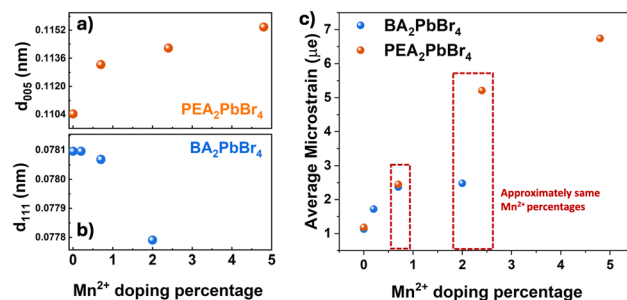 a)
d₀₀₅ (nm)
0.1152
0.1136
0.1120
0.1104
PEA₂PbBr₄
b)
d₁₁₁ (nm)
0.0781
0.0780
0.0779
0.0778
BA₂PbBr₄
0 1 2 3 4 5
Mn²⁺ doping percentage
c)
Average Microstrain (µe)
7
6
5
4
3
2
1
BA₂PbBr₄
PEA₂PbBr₄
Approximately same
Mn²⁺ percentages
0 1 2 3 4 5
Mn²⁺ doping percentage